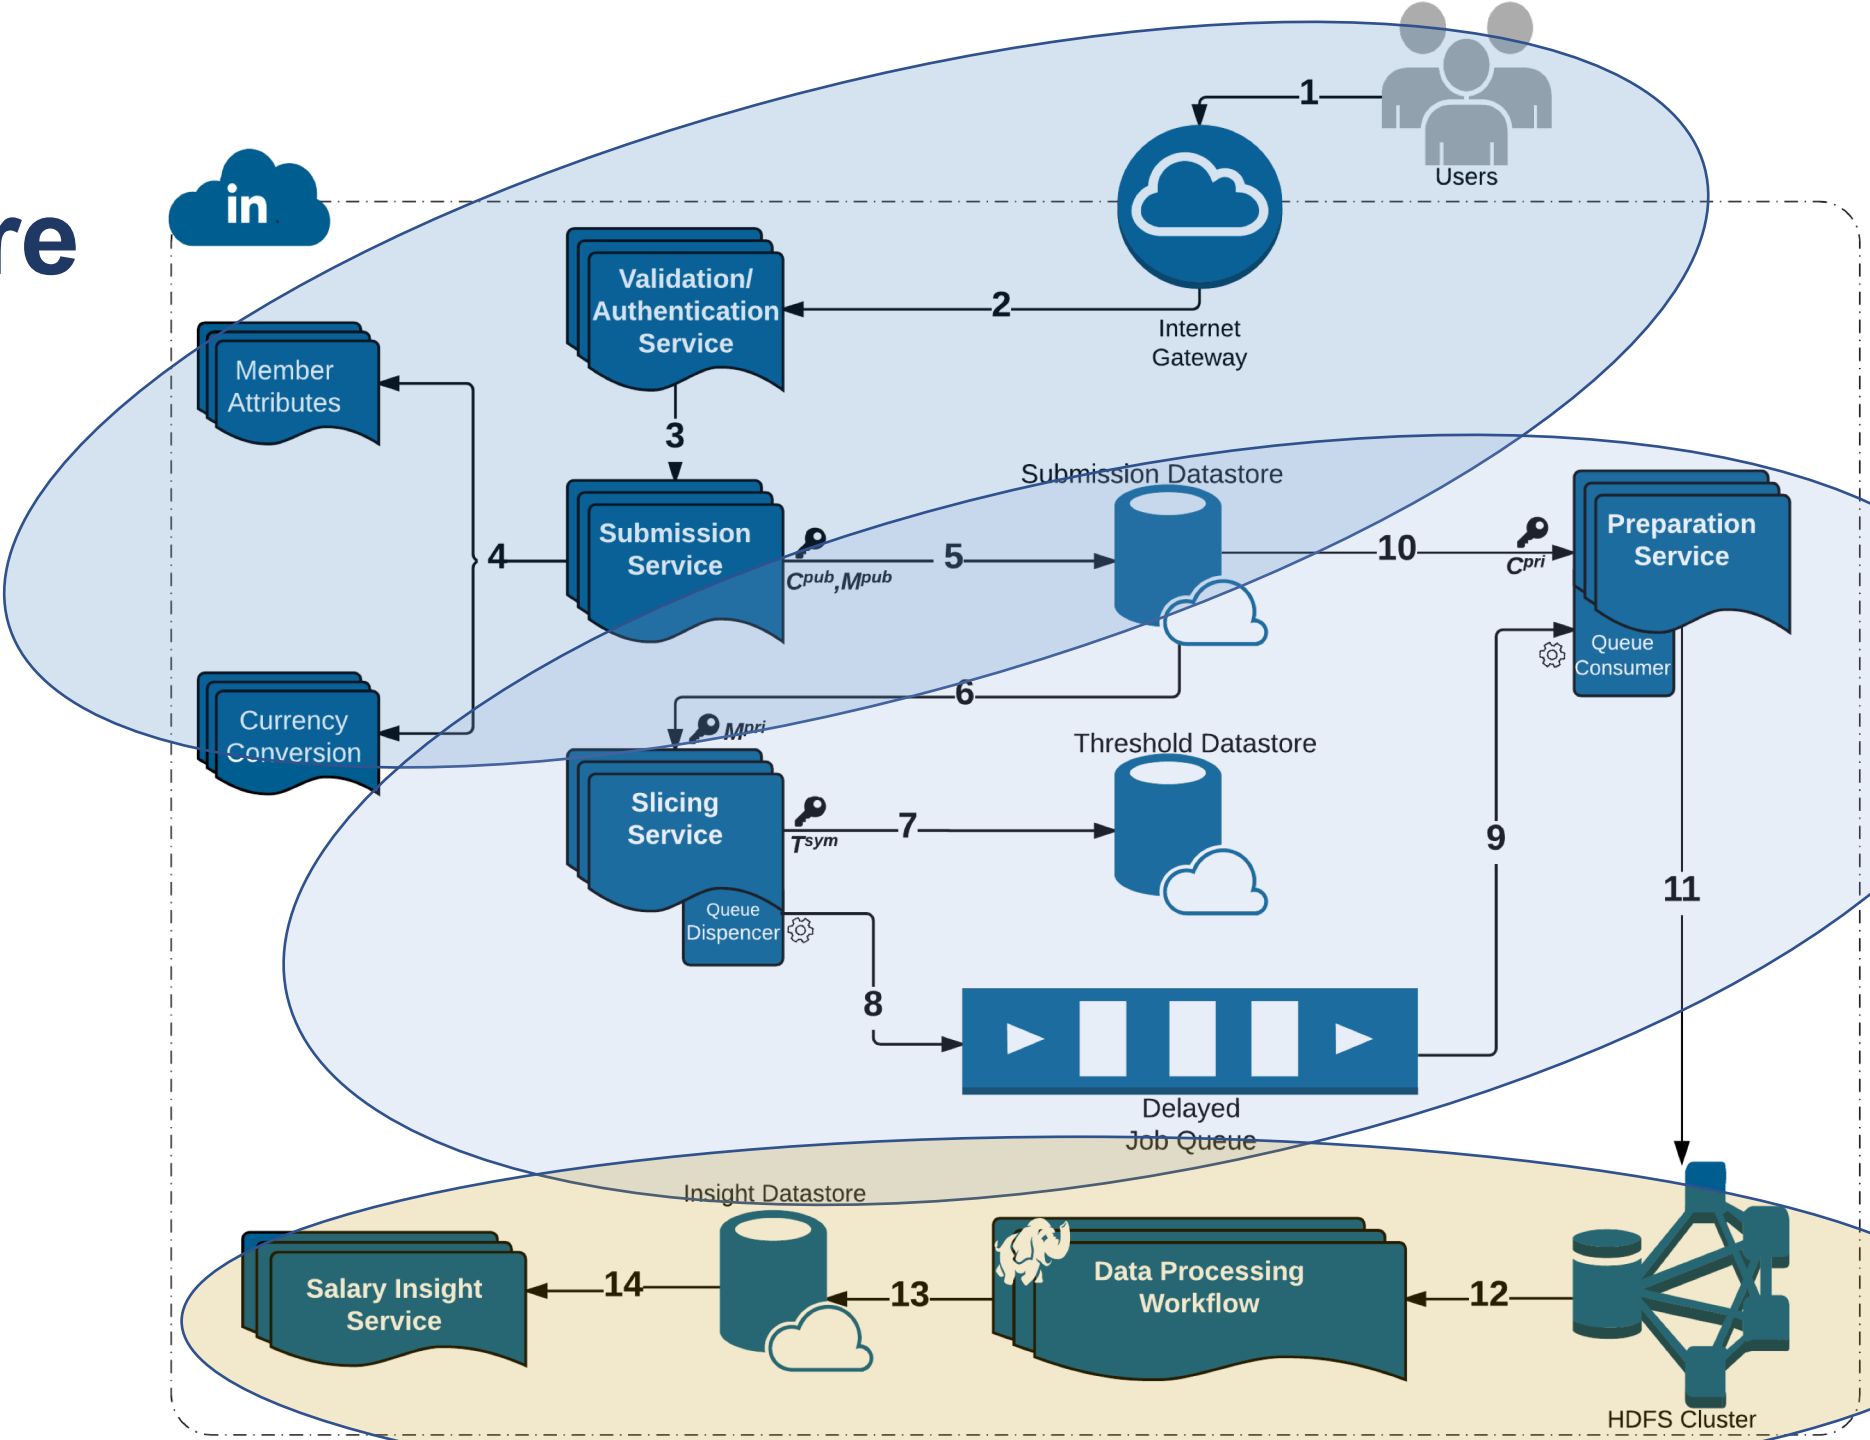 1
Users
in
re
Validation/
Authentication
Service
2
Internet
Gateway
Member
Attributes
3
Submission Datastore
Submission
Service
4
Cpub,Mpub
5
10
Cpri
Preparation
Service
Queue
Consumer
6
Mpri
Currency
Conversion
Threshold Datastore
Slicing
Service
7
Tsym
9
11
Queue
Dispencer
8
Delayed
Job Queue
Insight Datastore
Salary Insight
Service
14
13
Data Processing
Workflow
12
HDFS Cluster